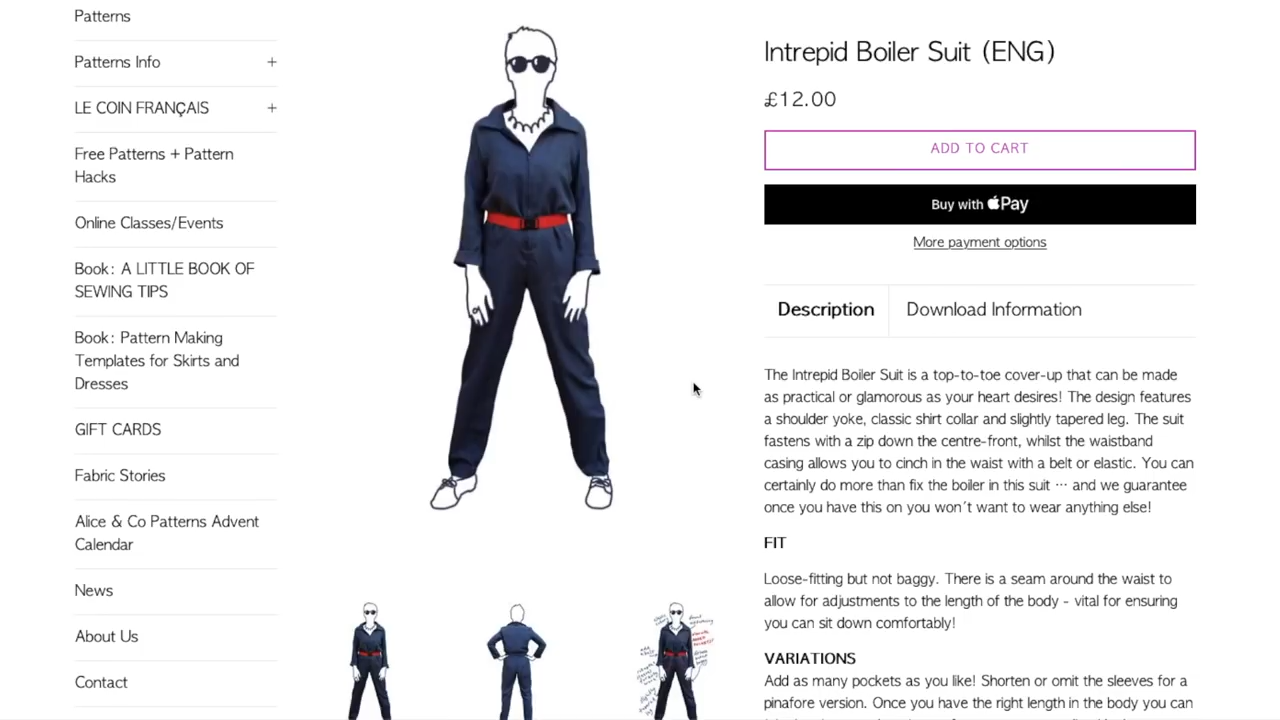 Patterns
Patterns Info +
LE COIN FRANÇAIS +
Free Patterns + Pattern
Hacks
Online Classes/Events
Book: A LITTLE BOOK OF
SEWING TIPS
Book: Pattern Making
Templates for Skirts and
Dresses
GIFT CARDS
Fabric Stories
Alice & Co Patterns Advent
Calendar
News
About Us
Contact
Intrepid Boiler Suit (ENG)
£12.00
ADD TO CART
Buy with Pay
More payment options
Description
Download Information
The Intrepid Boiler Suit is a top-to-toe cover-up that can be made
as practical or glamorous as your heart desires! The design features
a shoulder yoke, classic shirt collar and slightly tapered leg. The suit
fastens with a zip down the centre-front, whilst the waistband
casing allows you to cinch in the waist with a belt or elastic. You can
certainly do more than fix the boiler in this suit … and we guarantee
once you have this on you won´t want to wear anything else!
FIT
Loose-fitting but not baggy. There is a seam around the waist to
allow for adjustments to the length of the body - vital for ensuring
you can sit down comfortably!
VARIATIONS
Add as many pockets as you like! Shorten or omit the sleeves for a
pinafore version. Once you have the right length in the body you can